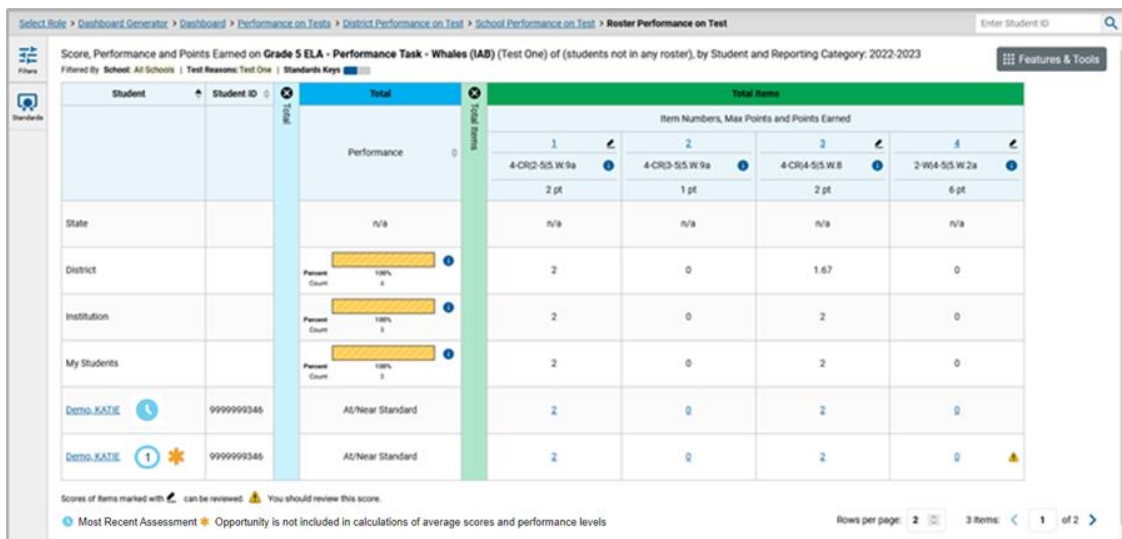 Select Role > Dashboard Generator > Dashboard > Performance on Tests > District Performance on Test > School Performance on Test > Roster Performance on Test
Enter Student ID
Filters
Standards
Score, Performance and Points Earned on Grade 5 ELA - Performance Task - Whales (IAB) (Test One) of (students not in any roster), by Student and Reporting Category: 2022-2023
Features & Tools
Filtered By School: All Schools | Test Reasons: Test One | Standards Keys
Student Student ID Total Total Total Items Total Items
Item Numbers, Max Points and Points Earned
Performance
1 2 3 4
4-CR|2-5|5.W.9a 4-CR|3-5|5.W.9a 4-CR|4-5|5.W.8 2-W|4-5|5.W.2a
2 pt 1 pt 2 pt 6 pt
State n/a n/a n/a n/a n/a
District Percent 100% Count 4 2 0 1.67 0
Institution Percent 100% Count 3 2 0 2 0
My Students Percent 100% Count 3 2 0 2 0
Demo, KATIE 9999999346 At/Near Standard 2 0 2 0
Demo, KATIE 1 9999999346 At/Near Standard 2 0 2 0
Scores of items marked with can be reviewed. You should review this score.
Most Recent Assessment Opportunity is not included in calculations of average scores and performance levels
Rows per page: 2 3 items: 1 of 2